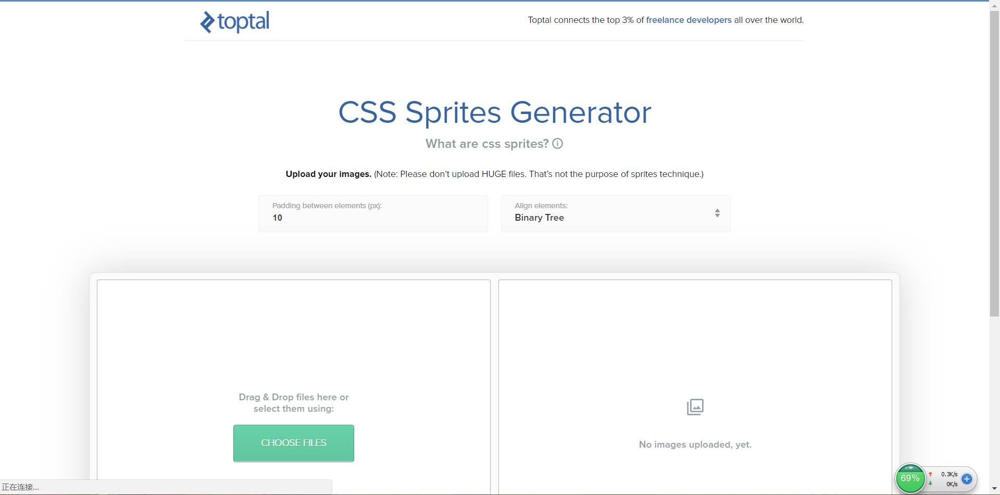 toptal
Toptal connects the top 3% of freelance developers all over the world.
CSS Sprites Generator
What are css sprites?
Upload your images. (Note: Please don’t upload HUGE files. That’s not the purpose of sprites technique.)
Padding between elements (px):
10
Align elements:
Binary Tree
Drag & Drop files here or
select them using:
CHOOSE FILES
No images uploaded, yet.
69%
0.3K/s
0K/s
正在连接...